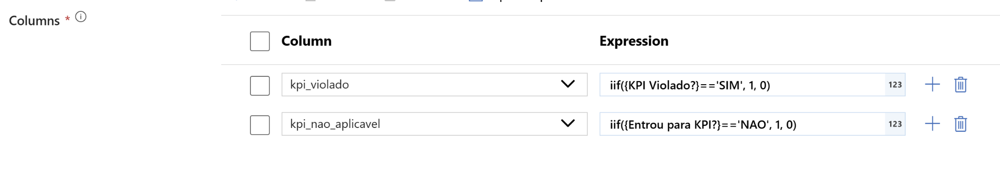 Columns *
Column Expression
kpi_violado iif({KPI Violado?}=='SIM', 1, 0) 123
kpi_nao_aplicavel iif({Entrou para KPI?}=='NAO', 1, 0) 123